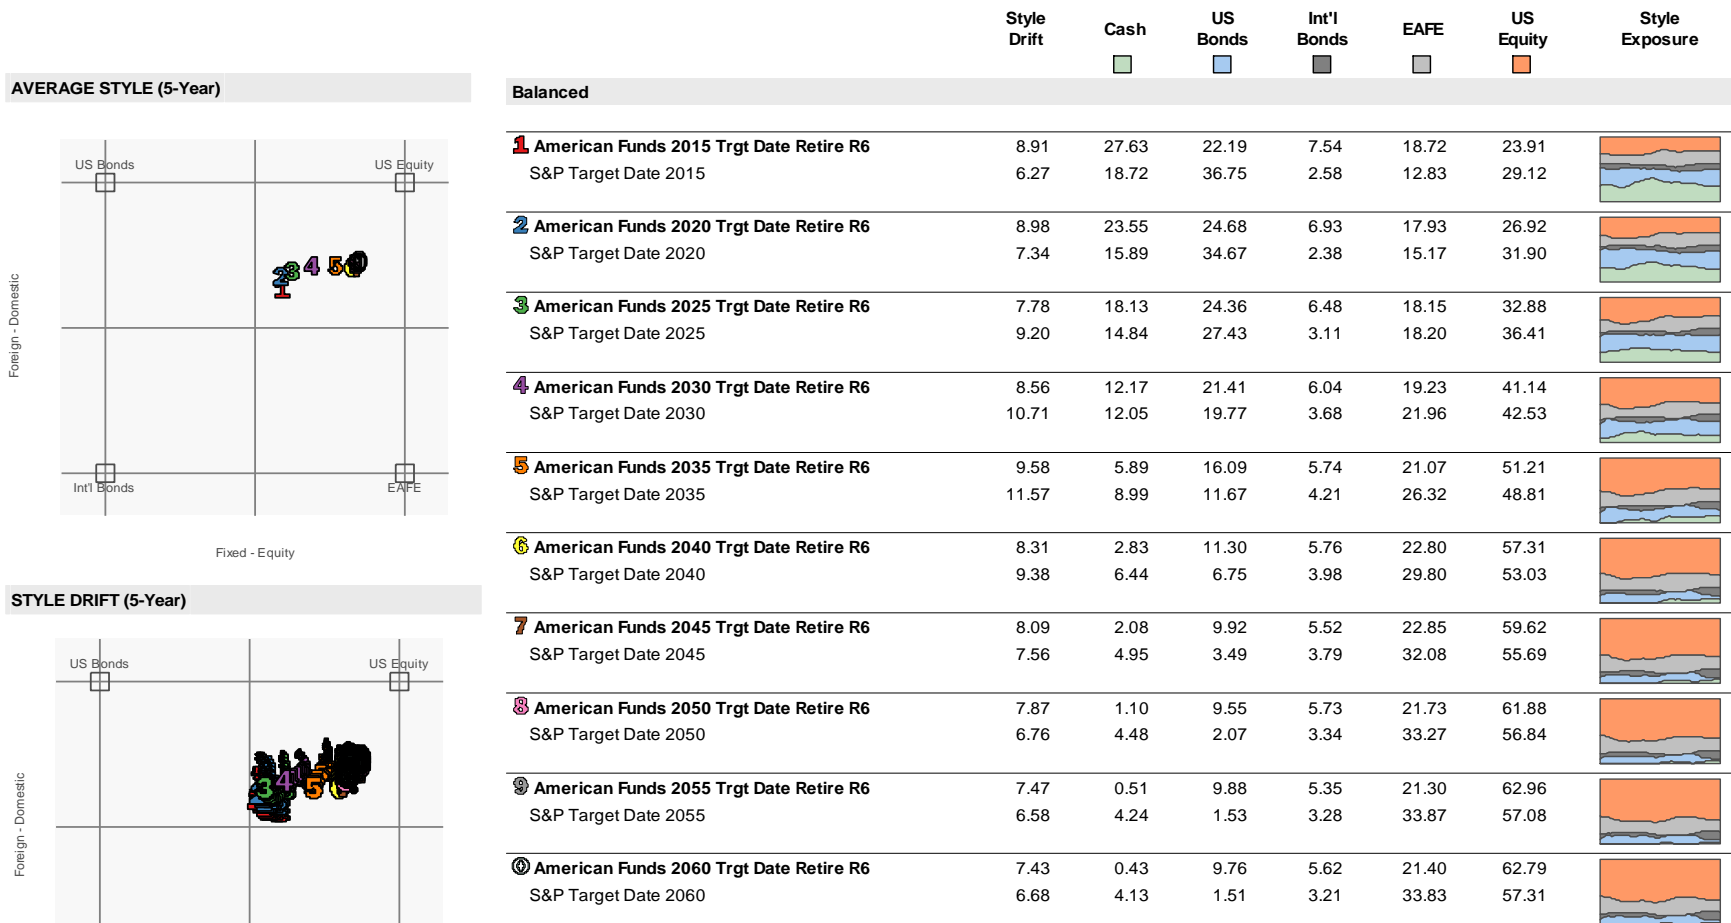 Style Drift Cash US Bonds Int'l Bonds EAFE US Equity Style Exposure
AVERAGE STYLE (5-Year)
US Bonds US Equity
1 2 3 4 5 6
Int'l Bonds EAFE
Foreign - Domestic
Fixed - Equity
STYLE DRIFT (5-Year)
US Bonds US Equity
3 4 5
Foreign - Domestic
Balanced
1 American Funds 2015 Trgt Date Retire R6 8.91 27.63 22.19 7.54 18.72 23.91
S&P Target Date 2015 6.27 18.72 36.75 2.58 12.83 29.12
2 American Funds 2020 Trgt Date Retire R6 8.98 23.55 24.68 6.93 17.93 26.92
S&P Target Date 2020 7.34 15.89 34.67 2.38 15.17 31.90
3 American Funds 2025 Trgt Date Retire R6 7.78 18.13 24.36 6.48 18.15 32.88
S&P Target Date 2025 9.20 14.84 27.43 3.11 18.20 36.41
4 American Funds 2030 Trgt Date Retire R6 8.56 12.17 21.41 6.04 19.23 41.14
S&P Target Date 2030 10.71 12.05 19.77 3.68 21.96 42.53
5 American Funds 2035 Trgt Date Retire R6 9.58 5.89 16.09 5.74 21.07 51.21
S&P Target Date 2035 11.57 8.99 11.67 4.21 26.32 48.81
6 American Funds 2040 Trgt Date Retire R6 8.31 2.83 11.30 5.76 22.80 57.31
S&P Target Date 2040 9.38 6.44 6.75 3.98 29.80 53.03
7 American Funds 2045 Trgt Date Retire R6 8.09 2.08 9.92 5.52 22.85 59.62
S&P Target Date 2045 7.56 4.95 3.49 3.79 32.08 55.69
8 American Funds 2050 Trgt Date Retire R6 7.87 1.10 9.55 5.73 21.73 61.88
S&P Target Date 2050 6.76 4.48 2.07 3.34 33.27 56.84
9 American Funds 2055 Trgt Date Retire R6 7.47 0.51 9.88 5.35 21.30 62.96
S&P Target Date 2055 6.58 4.24 1.53 3.28 33.87 57.08
American Funds 2060 Trgt Date Retire R6 7.43 0.43 9.76 5.62 21.40 62.79
S&P Target Date 2060 6.68 4.13 1.51 3.21 33.83 57.31